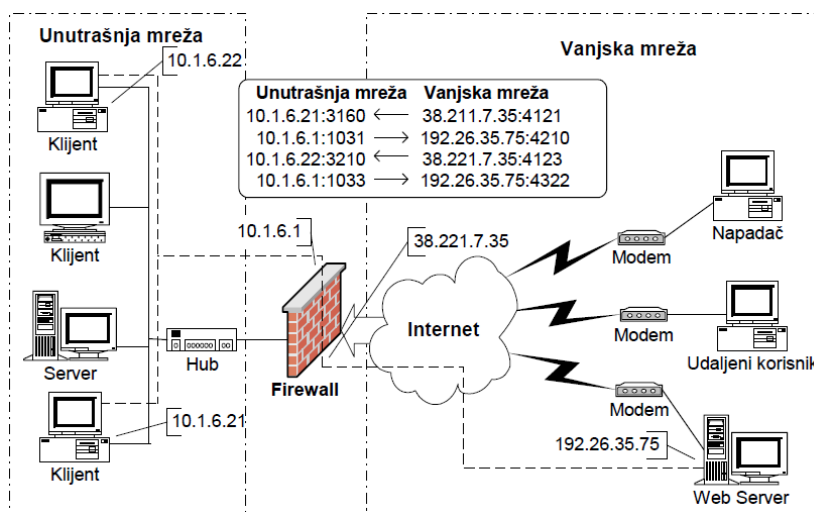 Unutrašnja mreža
Vanjska mreža
10.1.6.22
Klijent
Unutrašnja mreža Vanjska mreža
10.1.6.21:3160 ← 38.211.7.35:4121
10.1.6.1:1031 → 192.26.35.75:4210
10.1.6.22:3210 ← 38.221.7.35:4123
10.1.6.1:1033 → 192.26.35.75:4322
Klijent
10.1.6.1
38.221.7.35
Modem
Napadač
Internet
Server
Hub
Firewall
Modem
Udaljeni korisnik
10.1.6.21
Klijent
Modem
192.26.35.75
Web Server